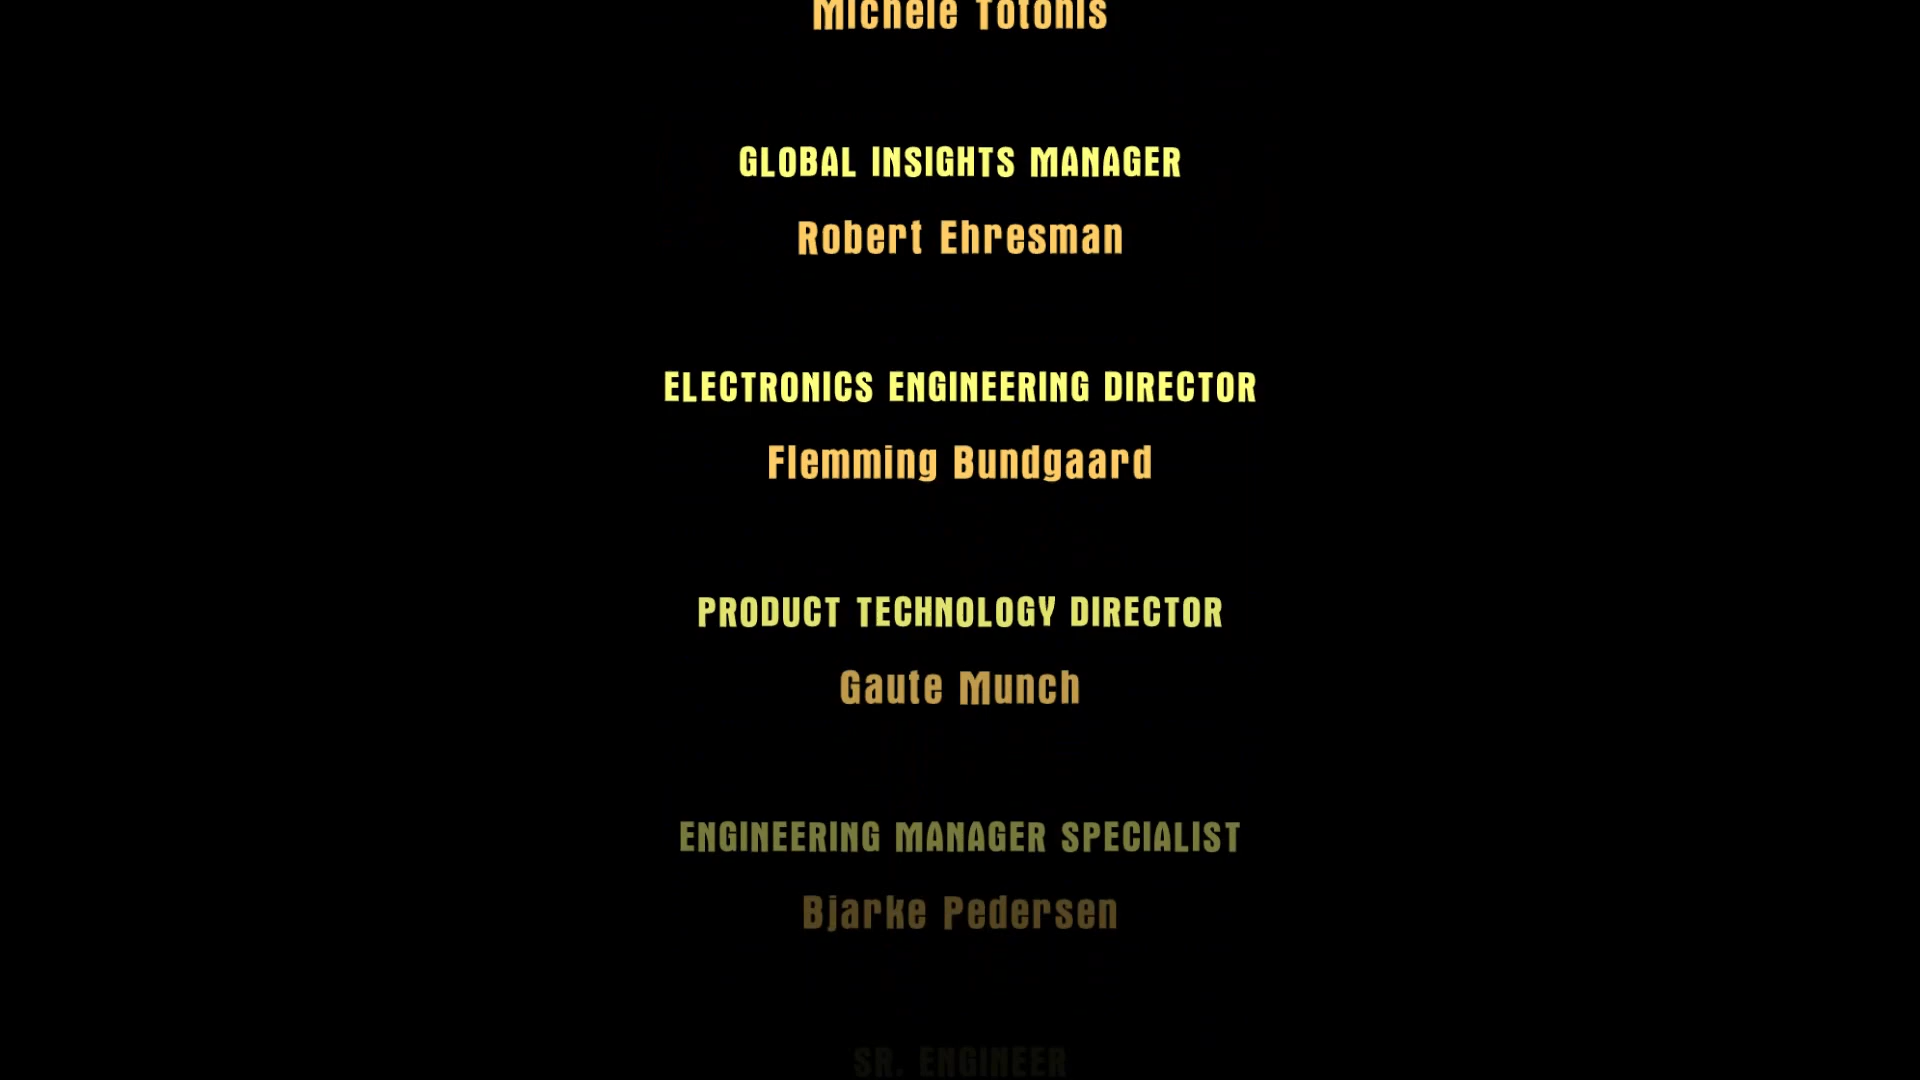 Michele Totonis
GLOBAL INSIGHTS MANAGER
Robert Ehresman
ELECTRONICS ENGINEERING DIRECTOR
Flemming Bundgaard
PRODUCT TECHNOLOGY DIRECTOR
Gaute Munch
ENGINEERING MANAGER SPECIALIST
Bjarke Pedersen
SR. ENGINEER